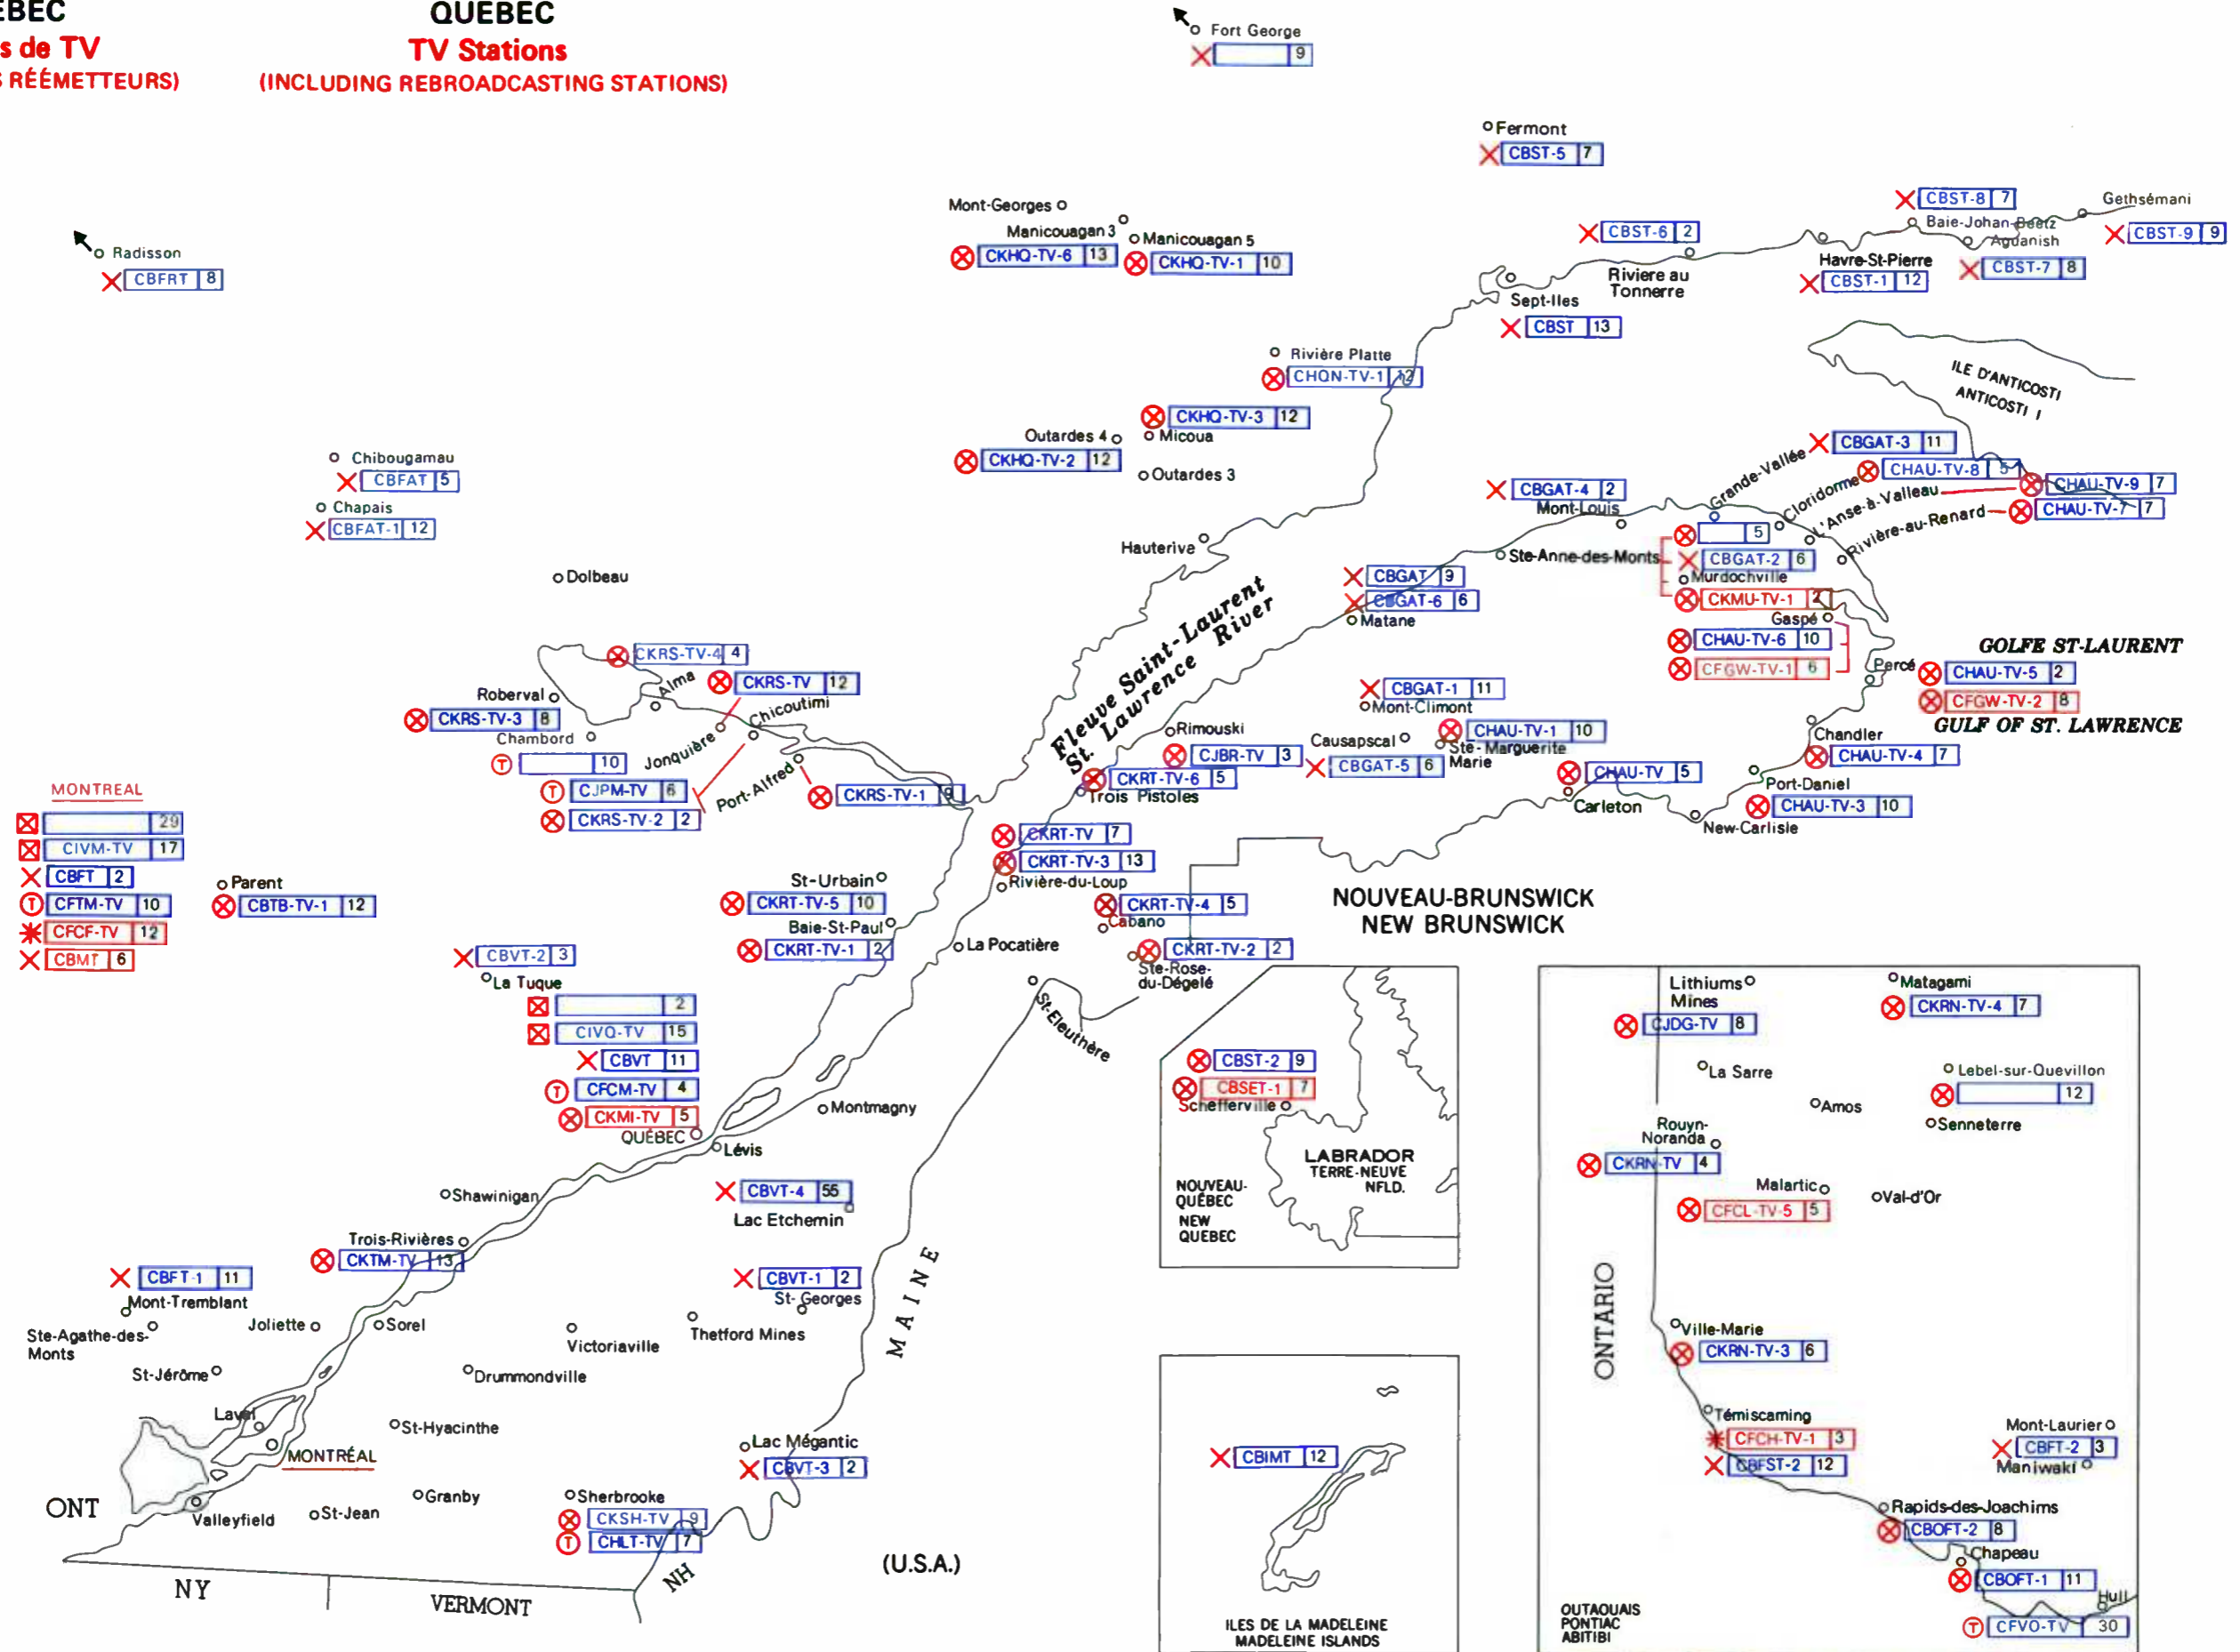 EBEC
s de TV
S RÉÉMETTEURS)
QUEBEC
TV Stations
(INCLUDING REBROADCASTING STATIONS)
Fort George
9
Fermont
CBST-5 7
Radisson
CBFRT 8
Mont-Georges
Manicouagan 3
CKHQ-TV-6 13
Manicouagan 5
CKHQ-TV-1 10
CBST-6 2
Riviere au
Tonnerre
CBST-8 7
Baie-Johan-Beetz
Gethsémani
CBST-9 9
Aguanish
CBST-7 8
Havre-St-Pierre
CBST-1 12
Sept-Iles
CBST 13
Rivière Platte
CHQN-TV-1 12
ILE D'ANTICOSTI
ANTICOSTI I
CKHQ-TV-3 12
Micoua
Outardes 4
CKHQ-TV-2 12
Outardes 3
Chibougamau
CBFAT 5
Chapais
CBFAT-1 12
Grande-Vallée
CBGAT-3 11
Cloridorme
CHAU-TV-8 5
L'Anse-à-Valleau
CHAU-TV-9 7
Rivière-au-Renard
CHAU-TV-7 7
CBGAT-4 2
Mont-Louis
Hauterive
Ste-Anne-des-Monts
5
CBGAT-2 6
Murdochville
CKMU-TV-1 2
Gaspé
CHAU-TV-6 10
CFGW-TV-1 6
Dolbeau
CBGAT 9
CBGAT-6 6
Matane
Fleuve Saint-Laurent
St. Lawrence River
GOLFE ST-LAURENT
Percé
CHAU-TV-5 2
CFGW-TV-2 8
GULF OF ST. LAWRENCE
CKRS-TV-4 4
Alma
CKRS-TV 12
Roberval
CKRS-TV-3 8
Chicoutimi
Chambord
10
Jonquière
CJPM-TV 6
CKRS-TV-2 2
Port-Alfred
CKRS-TV-1 9
CBGAT-1 11
Mont-Climont
Rimouski
CJBR-TV 3
CKRT-TV-6 5
Trois Pistoles
Causapscal
CBGAT-5 6
CHAU-TV-1 10
Ste-Marguerite
Marie
Chandler
CHAU-TV-4 7
CHAU-TV 5
Carleton
Port-Daniel
CHAU-TV-3 10
New-Carlisle
MONTREAL
29
CIVM-TV 17
CBFT 2
CFTM-TV 10
CFCF-TV 12
CBMT 6
Parent
CBTB-TV-1 12
CKRT-TV 7
CKRT-TV-3 13
Rivière-du-Loup
St-Urbain
CKRT-TV-5 10
Baie-St-Paul
CKRT-TV-1 2
CKRT-TV-4 5
Cabano
CKRT-TV-2 2
Ste-Rose-
du-Dégelé
La Pocatière
NOUVEAU-BRUNSWICK
NEW BRUNSWICK
St-Eleuthère
CBVT-2 3
La Tuque
2
CIVQ-TV 15
CBVT 11
CFCM-TV 4
CKMI-TV 5
QUÉBEC
Lévis
Montmagny
CBVT-4 55
Lac Etchemin
Shawinigan
Trois-Rivières
CKTM-TV 13
CBFT-1 11
Mont-Tremblant
Ste-Agathe-des-
Monts
Joliette
Sorel
Victoriaville
CBVT-1 2
St-Georges
Thetford Mines
MAINE
St-Jérôme
Drummondville
Laval
St-Hyacinthe
MONTRÉAL
Lac Mégantic
CBVT-3 2
Granby
Sherbrooke
CKSH-TV 9
CHLT-TV 7
ONT
Valleyfield
St-Jean
NY
VERMONT
NH
(U.S.A.)
CBST-2 9
CBSET-1 7
Schefferville
LABRADOR
TERRE-NEUVE
NFLD.
NOUVEAU-
QUÉBEC
NEW
QUEBEC
CBIMT 12
ILES DE LA MADELEINE
MADELEINE ISLANDS
Lithiums
Mines
CJDG-TV 8
Matagami
CKRN-TV-4 7
La Sarre
Lebel-sur-Quevillon
12
Amos
Senneterre
Rouyn-
Noranda
CKRN-TV 4
Malartic
CFCL-TV-5 5
Val-d'Or
ONTARIO
Ville-Marie
CKRN-TV-3 6
Témiscaming
CFCH-TV-1 3
CBFST-2 12
Mont-Laurier
CBFT-2 3
Maniwaki
Rapids-des-Joachims
CBOFT-2 8
Chapeau
CBOFT-1 11
Hull
CFVO-TV 30
OUTAOUAIS
PONTIAC
ABITIBI